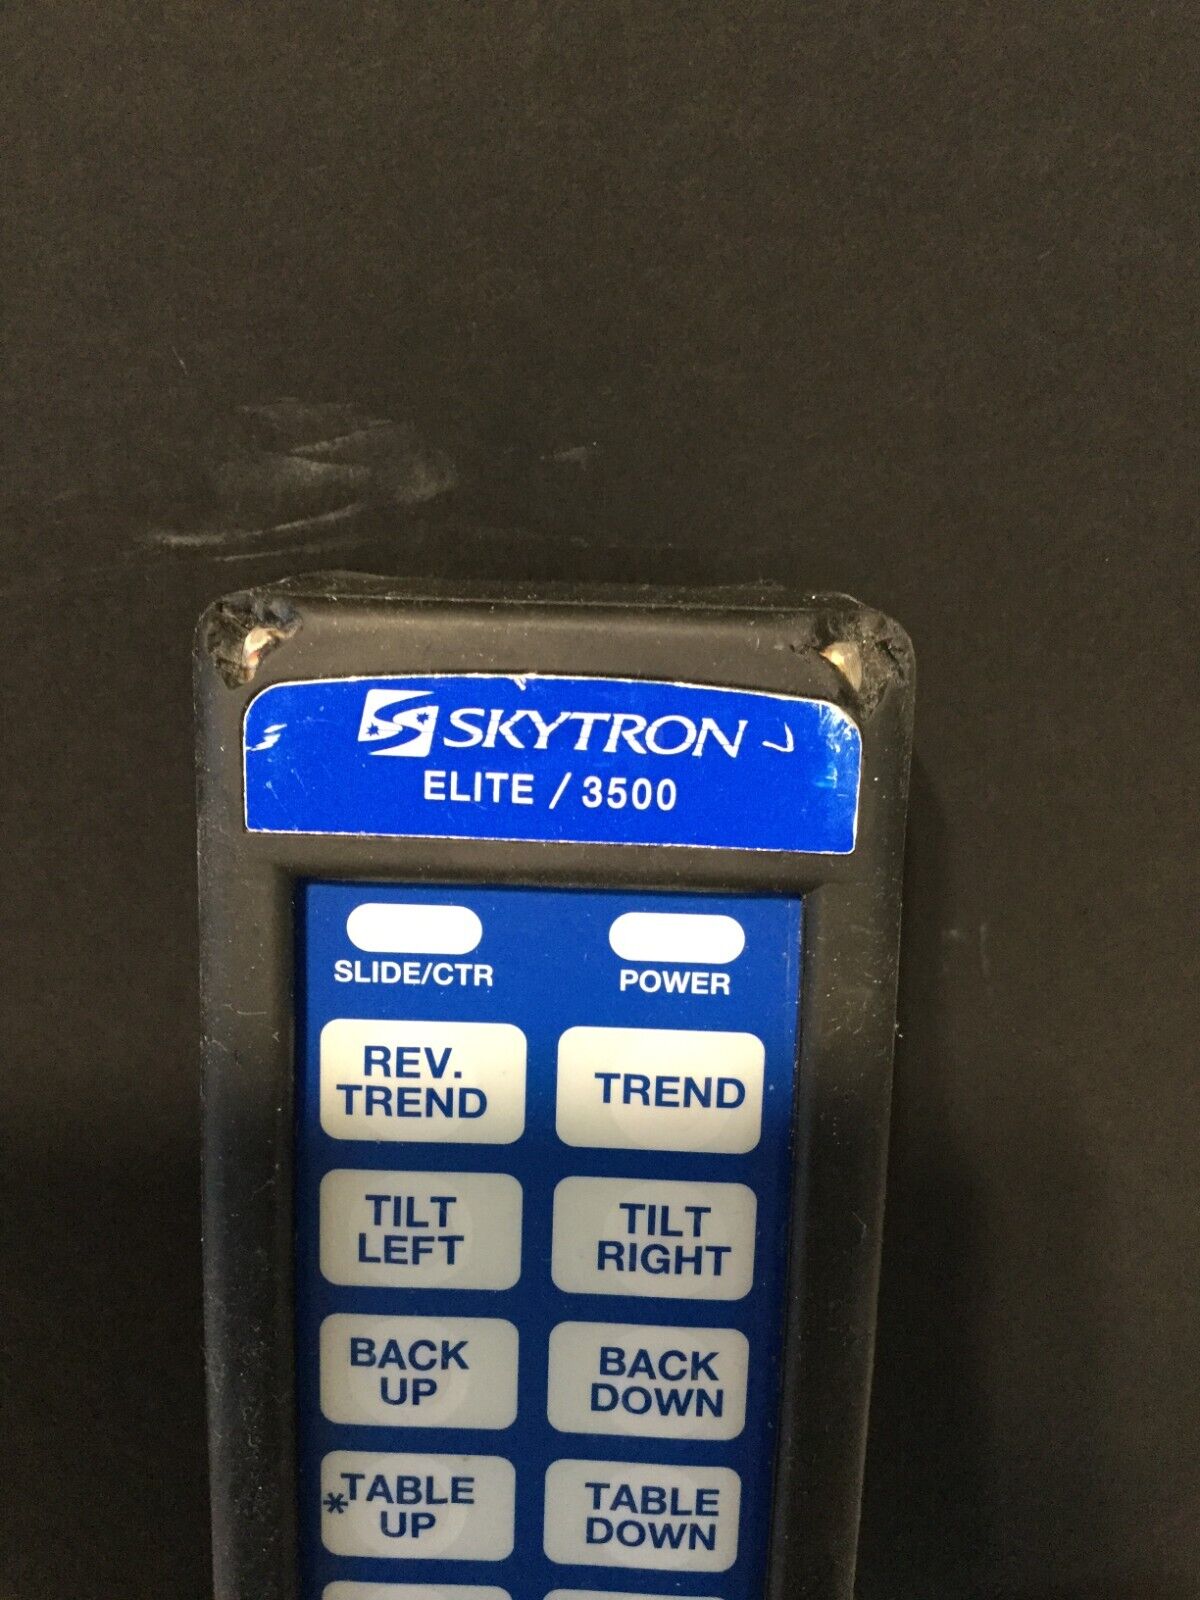 SKYTRON
ELITE / 3500
SLIDE/CTR
POWER
REV.
TREND
TREND
TILT
LEFT
TILT
RIGHT
BACK
UP
BACK
DOWN
*TABLE
UP
TABLE
DOWN